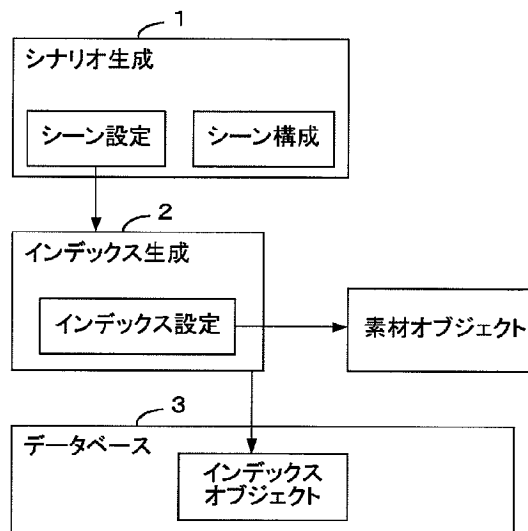 1
シナリオ生成
シーン設定
シーン構成
2
インデックス生成
インデックス設定
素材オブジェクト
3
データベース
インデックス
オブジェクト